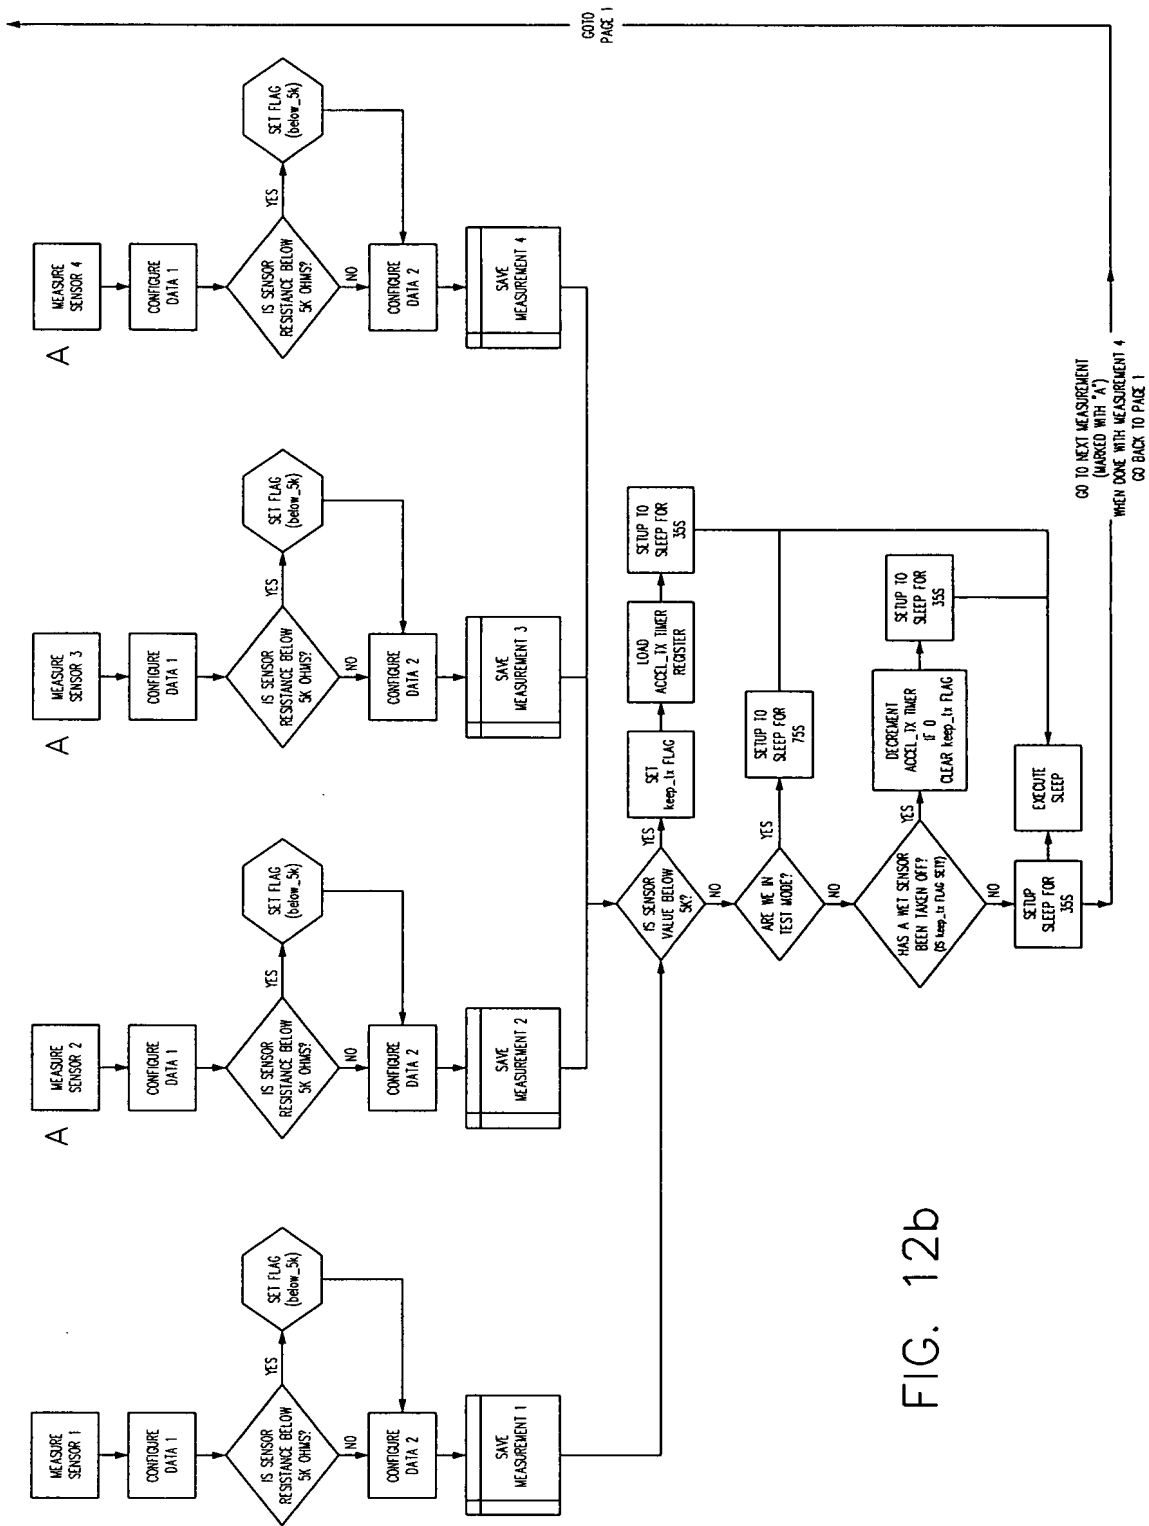 MEASURE
SENSOR 1
CONFIGURE
DATA 1
IS SENSOR
RESISTANCE BELOW
5K OHMS?
YES
SET FLAG
(below_5k)
NO
CONFIGURE
DATA 2
SAVE
MEASUREMENT 1
A
MEASURE
SENSOR 2
CONFIGURE
DATA 1
IS SENSOR
RESISTANCE BELOW
5K OHMS?
YES
SET FLAG
(below_5k)
NO
CONFIGURE
DATA 2
SAVE
MEASUREMENT 2
A
MEASURE
SENSOR 3
CONFIGURE
DATA 1
IS SENSOR
RESISTANCE BELOW
5K OHMS?
YES
SET FLAG
(below_5k)
NO
CONFIGURE
DATA 2
SAVE
MEASUREMENT 3
A
MEASURE
SENSOR 4
CONFIGURE
DATA 1
IS SENSOR
RESISTANCE BELOW
5K OHMS?
YES
SET FLAG
(below_5k)
NO
CONFIGURE
DATA 2
SAVE
MEASUREMENT 4
GOTO
PAGE 1
IS SENSOR
VALUE BELOW
5K?
YES
SET
keep_tx FLAG
LOAD
ACCEL_TX TIMER
REGISTER
SETUP TO
SLEEP FOR
35S
NO
ARE WE IN
TEST MODE?
YES
SETUP TO
SLEEP FOR
75S
NO
HAS A WET SENSOR
BEEN TAKEN OFF?
(IS keep_tx FLAG SET?)
YES
DECREMENT
ACCEL_TX TIMER
IF 0
CLEAR keep_tx FLAG
SETUP TO
SLEEP FOR
35S
NO
SETUP
SLEEP FOR
35S
EXECUTE
SLEEP
GO TO NEXT MEASUREMENT
(MARKED WITH "A")
WHEN DONE WITH MEASUREMENT 4
GO BACK TO PAGE 1
FIG. 12b